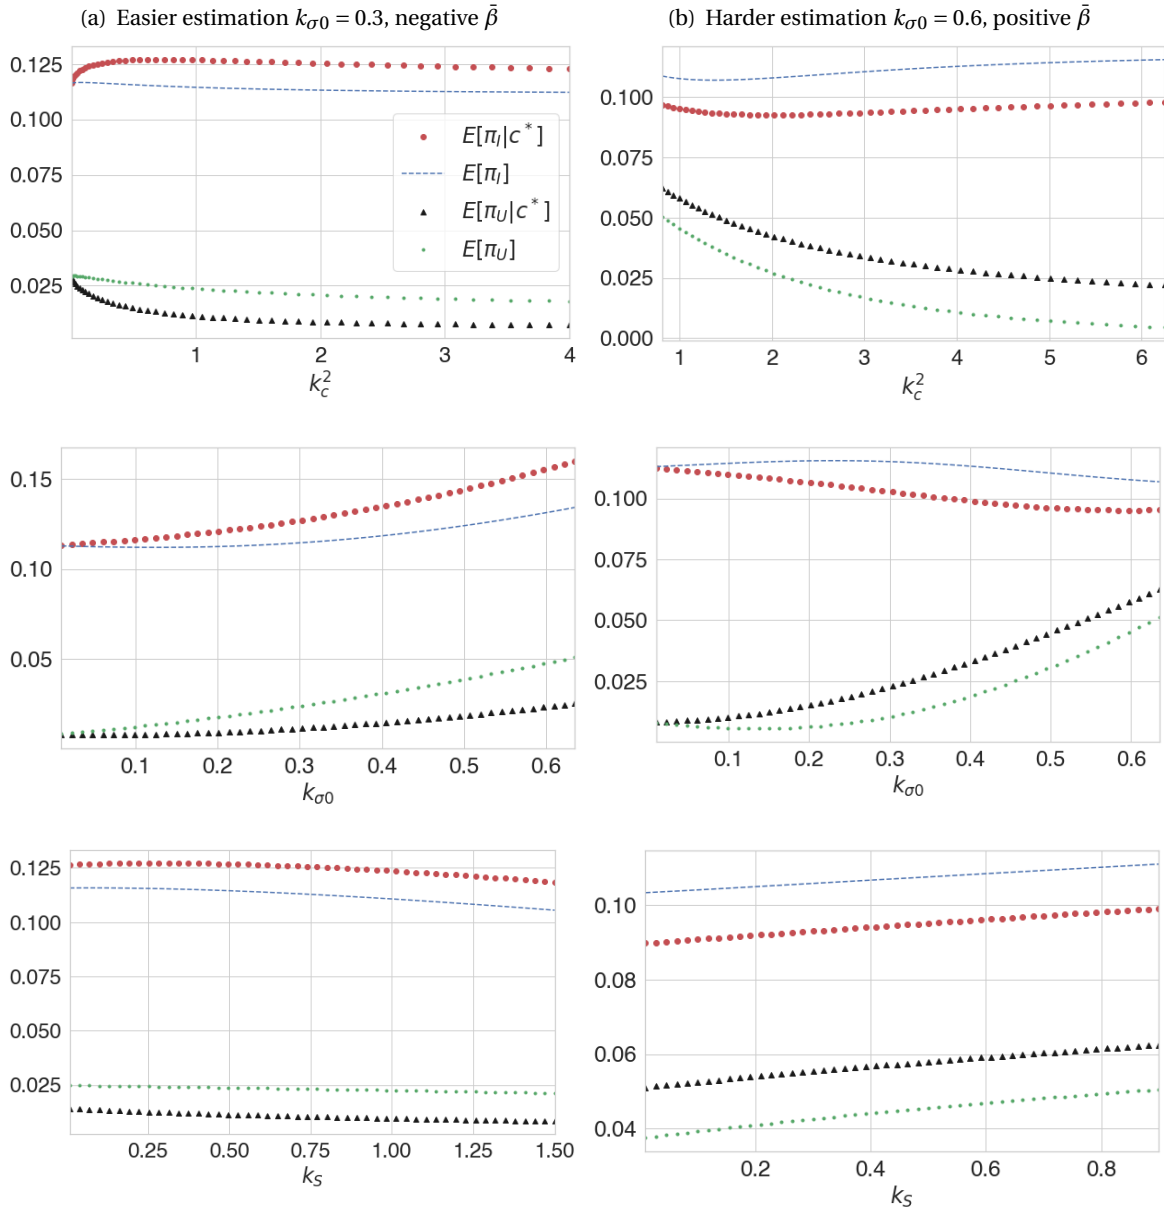 (a) Easier estimation kσ0 = 0.3, negative β̄
(b) Harder estimation kσ0 = 0.6, positive β̄
0.125
0.100
0.075
0.050
0.025
E[πI|c*]
E[πI]
E[πU|c*]
E[πU]
1 2 3 4
k²c
0.100
0.075
0.050
0.025
0.000
1 2 3 4 5 6
k²c
0.15
0.10
0.05
0.1 0.2 0.3 0.4 0.5 0.6
kσ0
0.100
0.075
0.050
0.025
0.1 0.2 0.3 0.4 0.5 0.6
kσ0
0.125
0.100
0.075
0.050
0.025
0.25 0.50 0.75 1.00 1.25 1.50
kS
0.10
0.08
0.06
0.04
0.2 0.4 0.6 0.8
kS